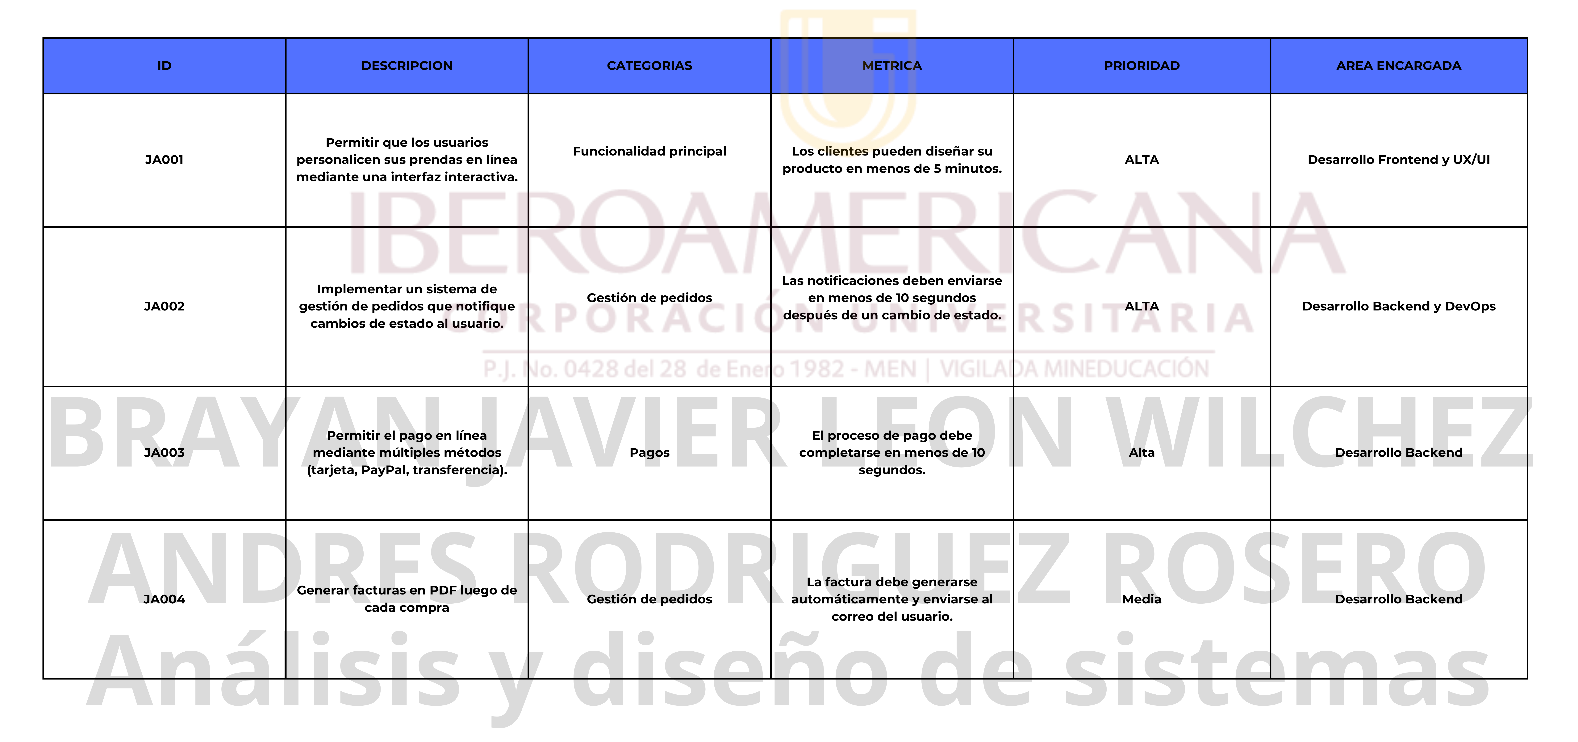 ID
DESCRIPCION
CATEGORIAS
METRICA
PRIORIDAD
AREA ENCARGADA
JA001
Permitir que los usuarios
personalicen sus prendas en línea
mediante una interfaz interactiva.
Funcionalidad principal
Los clientes pueden diseñar su
producto en menos de 5 minutos.
ALTA
Desarrollo Frontend y UX/UI
IBEROAMERICANA
JA002
Implementar un sistema de
gestión de pedidos que notifique
cambios de estado al usuario.
Gestión de pedidos
Las notificaciones deben enviarse
en menos de 10 segundos
después de un cambio de estado.
ALTA
Desarrollo Backend y DevOps
CORPORACIÓN UNIVERSITARIA
P.J. No. 0428 del 28 de Enero 1982 - MEN | VIGILADA MINEDUCACIÓN
BRAYAN JAVIER LEON WILCHEZ
JA003
Permitir el pago en línea
mediante múltiples métodos
(tarjeta, PayPal, transferencia).
Pagos
El proceso de pago debe
completarse en menos de 10
segundos.
Alta
Desarrollo Backend
ANDRES RODRIGUEZ ROSERO
JA004
Generar facturas en PDF luego de
cada compra
Gestión de pedidos
La factura debe generarse
automáticamente y enviarse al
correo del usuario.
Media
Desarrollo Backend
Análisis y diseño de sistemas